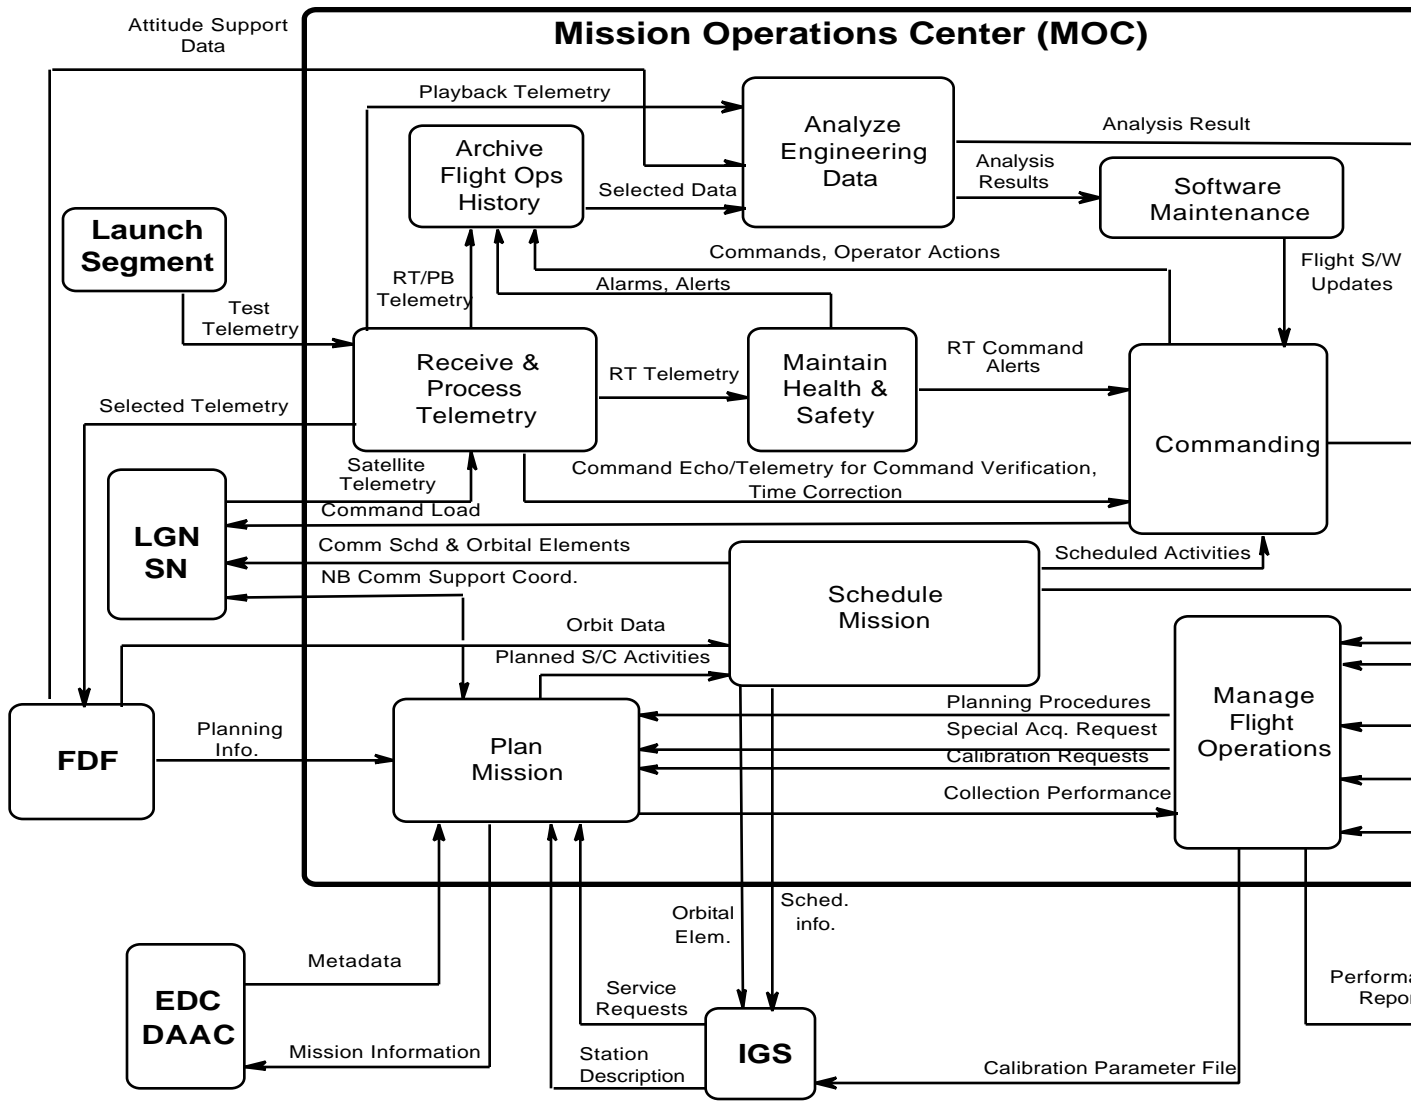 Attitude Support
Data
Mission Operations Center (MOC)
Playback Telemetry
Analyze
Engineering
Data
Analysis Result
Archive
Flight Ops
History
Selected Data
Analysis
Results
Software
Maintenance
Launch
Segment
Commands, Operator Actions
Flight S/W
Updates
RT/PB
Telemetry
Alarms, Alerts
Test
Telemetry
Receive &
Process
Telemetry
RT Telemetry
Maintain
Health &
Safety
RT Command
Alerts
Commanding
Selected Telemetry
Satellite
Telemetry
Command Echo/Telemetry for Command Verification,
Time Correction
Command Load
LGN
SN
Comm Schd & Orbital Elements
NB Comm Support Coord.
Scheduled Activities
Schedule
Mission
Orbit Data
Planned S/C Activities
Planning Procedures
Special Acq. Request
Calibration Requests
Collection Performance
Manage
Flight
Operations
FDF
Planning
Info.
Plan
Mission
Orbital
Elem.
Sched.
info.
Metadata
EDC
DAAC
Mission Information
Service
Requests
Station
Description
IGS
Calibration Parameter File
Performa
Repor